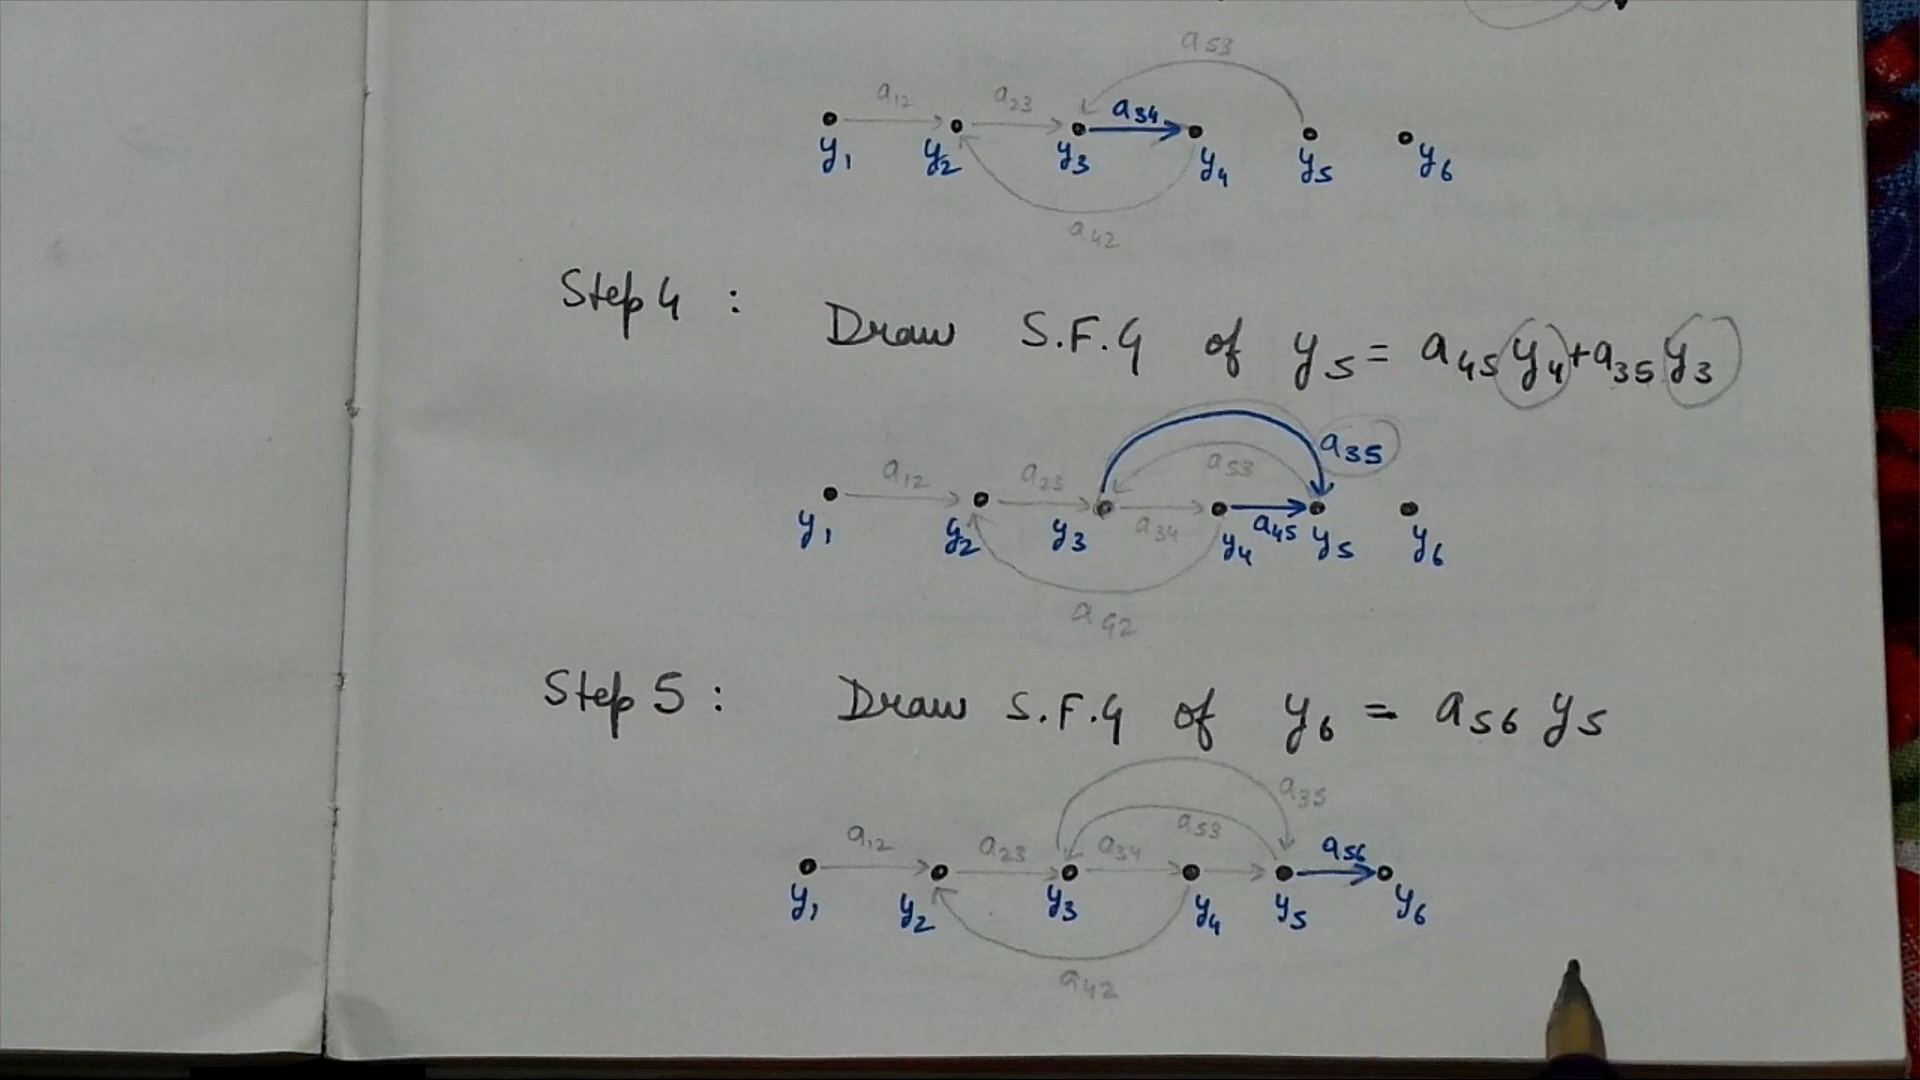 a53
a12 a23 a34
y1 y2 y3 y4 y5 y6
a42
Step 4 : Draw S.F.G of y5 = a45 y4 + a35 y3
a35
a12 a23 a53
a34 a45
y1 y2 y3 y4 y5 y6
a42
Step 5 : Draw S.F.G of y6 = a56 y5
a35
a12 a23 a34 a53 a56
y1 y2 y3 y4 y5 y6
a42